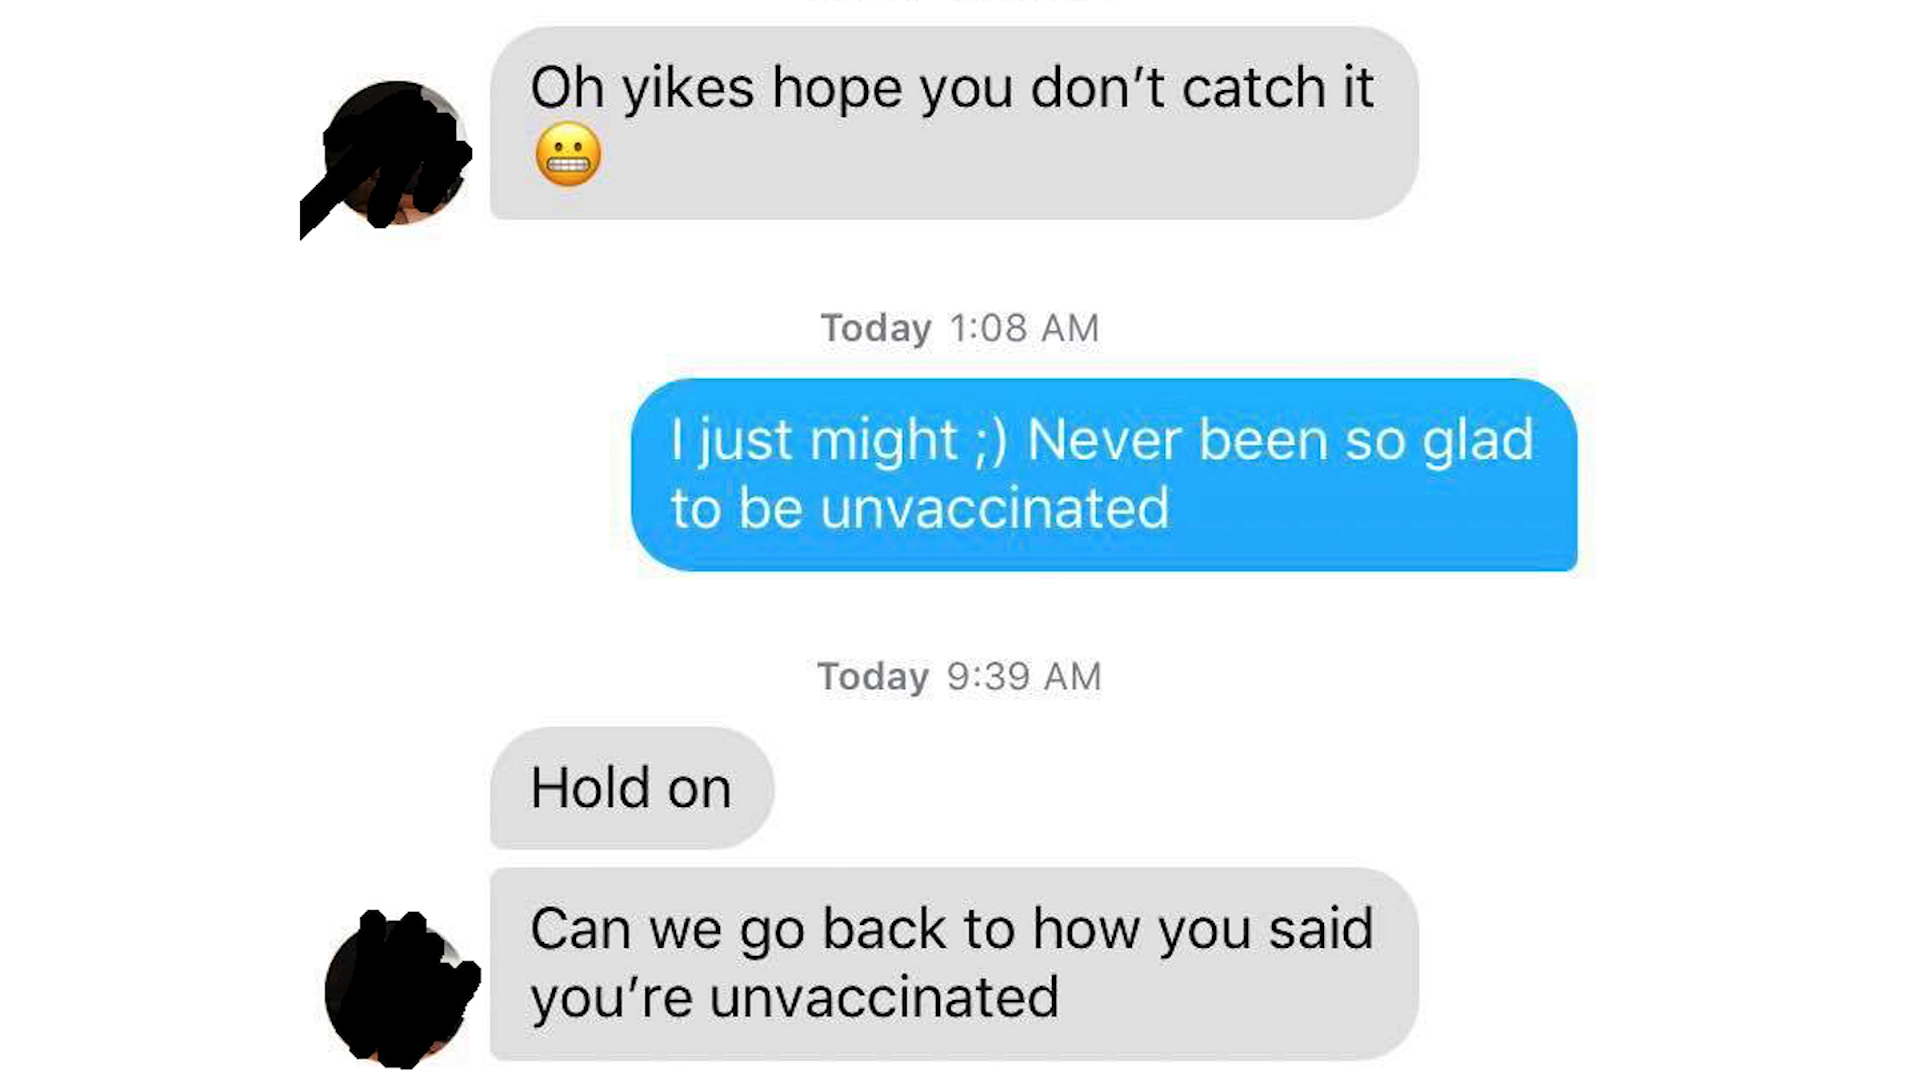 Oh yikes hope you don’t catch it
😬
Today 1:08 AM
I just might ;) Never been so glad
to be unvaccinated
Today 9:39 AM
Hold on
Can we go back to how you said
you’re unvaccinated